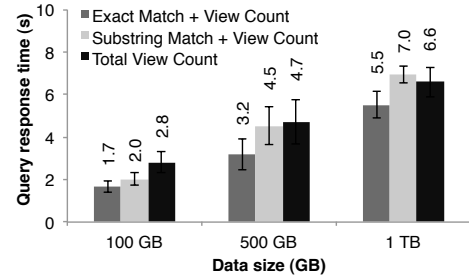 Query response time (s)
10
8
6
4
2
0
Exact Match + View Count
Substring Match + View Count
Total View Count
1.7
2.0
2.8
3.2
4.5
4.7
5.5
7.0
6.6
100 GB
500 GB
1 TB
Data size (GB)